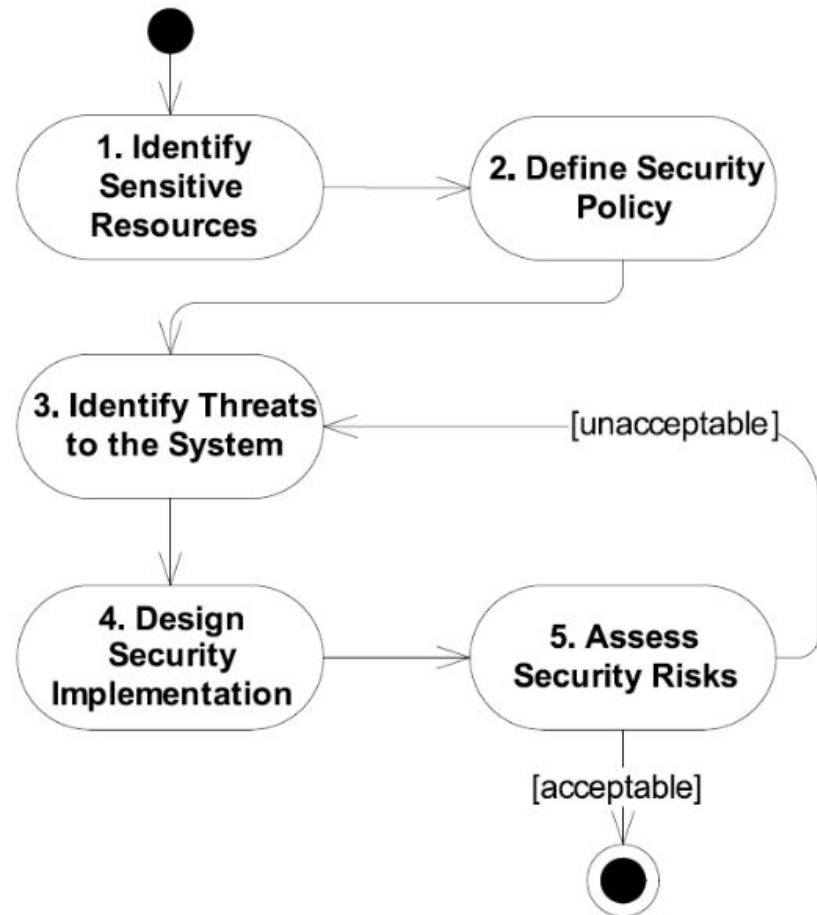 1. Identify
Sensitive
Resources
2. Define Security
Policy
3. Identify Threats
to the System
[unacceptable]
4. Design
Security
Implementation
5. Assess
Security Risks
[acceptable]